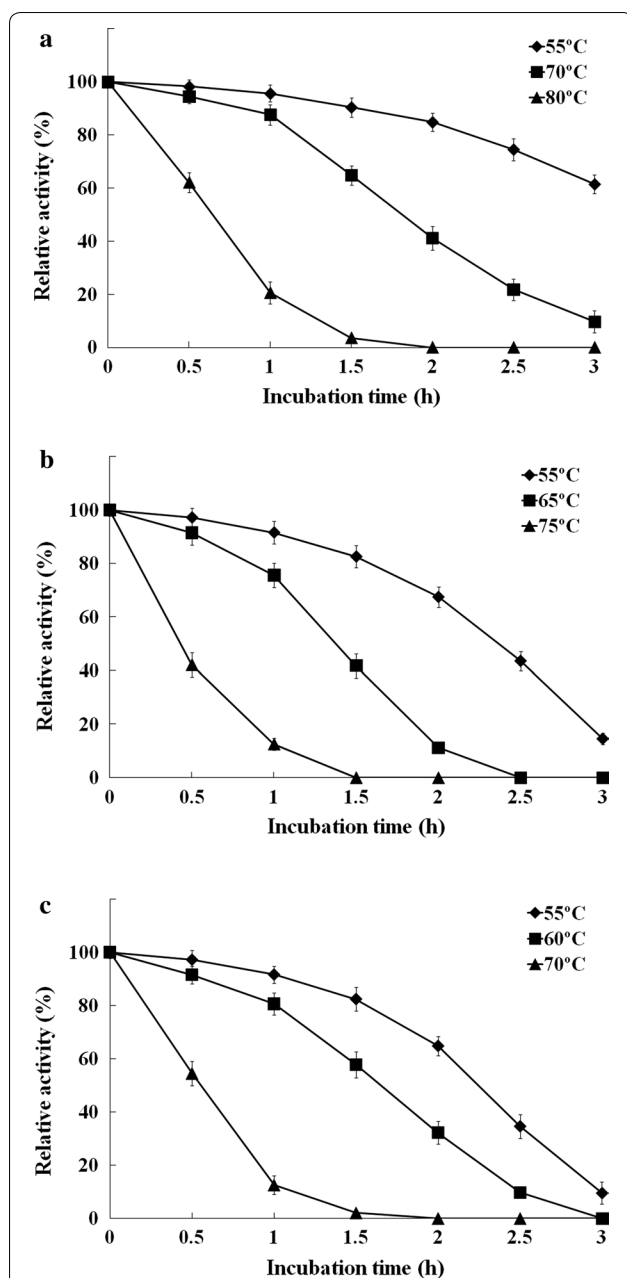 a
55ºC
70ºC
80ºC
Relative activity (%)
100
80
60
40
20
0
0 0.5 1 1.5 2 2.5 3
Incubation time (h)
b
55ºC
65ºC
75ºC
Relative activity (%)
100
80
60
40
20
0
0 0.5 1 1.5 2 2.5 3
Incubation time (h)
c
55ºC
60ºC
70ºC
Relative activity (%)
100
80
60
40
20
0
0 0.5 1 1.5 2 2.5 3
Incubation time (h)